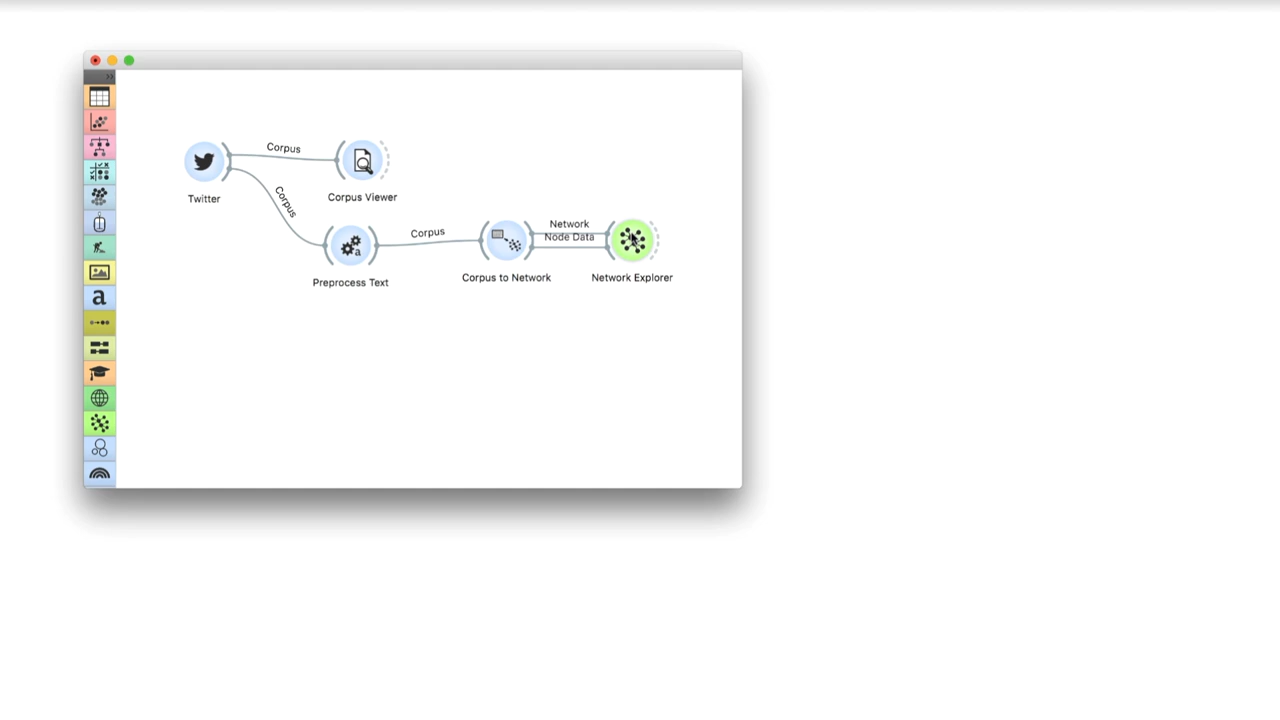 Corpus
Twitter
Corpus Viewer
Corpus
Corpus
Preprocess Text
Network
Node Data
Corpus to Network
Network Explorer
a
a